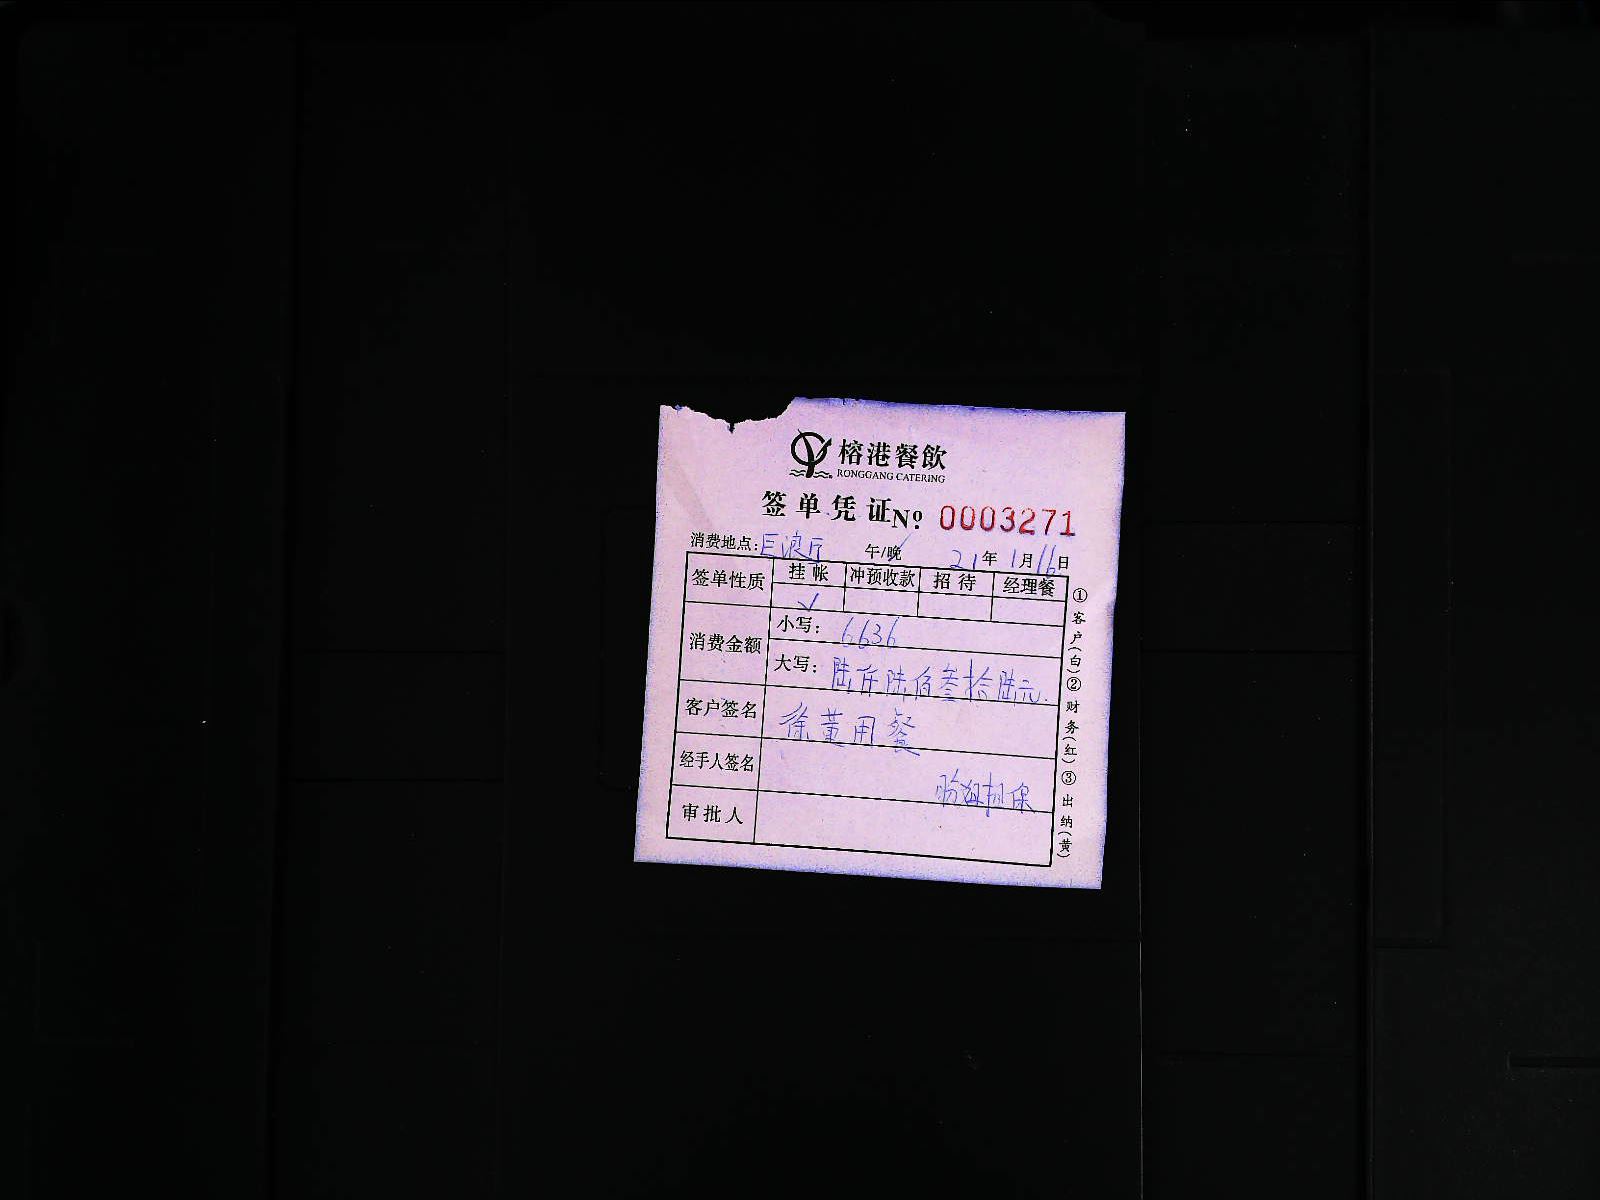 榕港餐飲
RONGGANG CATERING
签单凭证 Nº 0003271
消费地点：巨浪厅 午/晚 21年1月16日
签单性质 挂帐 冲预收款 招待 经理餐
✓
消费金额 小写：6636
大写：陆仟陆佰叁拾陆元.
客户签名 徐董用餐
经手人签名
担保
审批人
①客户(白)②财务(红)③出纳(黄)